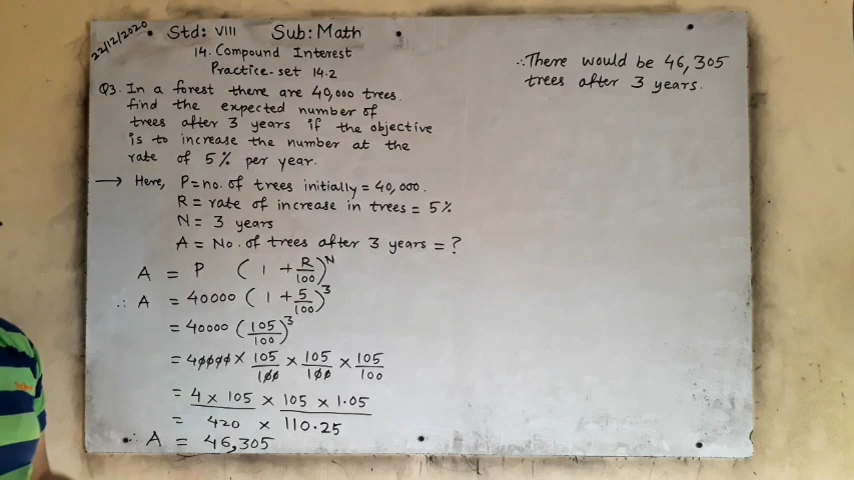 22/12/2020
Std: VIII Sub: Math
14. Compound Interest
Practice-set 14.2
Q3. In a forest there are 40,000 trees.
find the expected number of
trees after 3 years if the objective
is to increase the number at the
rate of 5% per year.
→ Here, P = no. of trees initially = 40,000.
R = rate of increase in trees = 5%
N = 3 years
A = No. of trees after 3 years = ?
A = P (1 + R/100)^N
∴ A = 40000 (1 + 5/100)^3
= 40000 (105/100)^3
= 40000 × 105/100 × 105/100 × 105/100
= 4 × 105 × 105 × 1.05
= 420 × 110.25
∴ A = 46,305
∴ There would be 46,305
trees after 3 years.